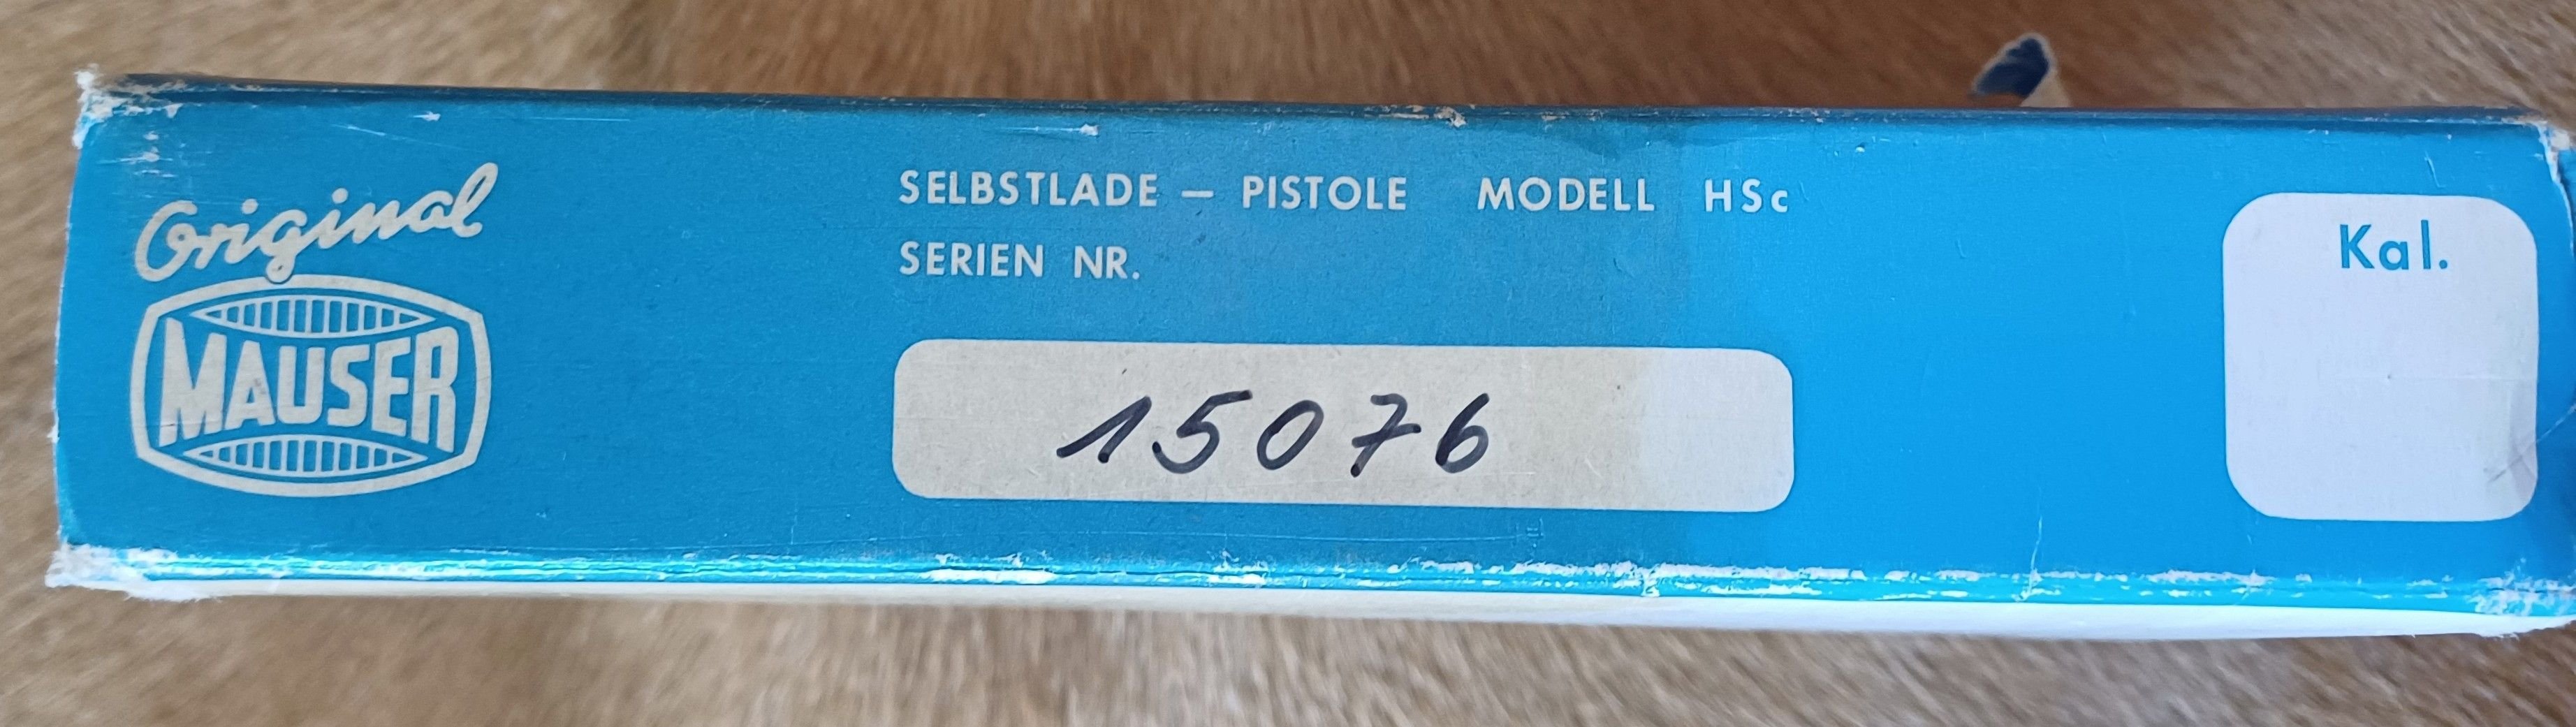 Original
MAUSER
SELBSTLADE – PISTOLE MODELL HSc
SERIEN NR.
15076
Kal.